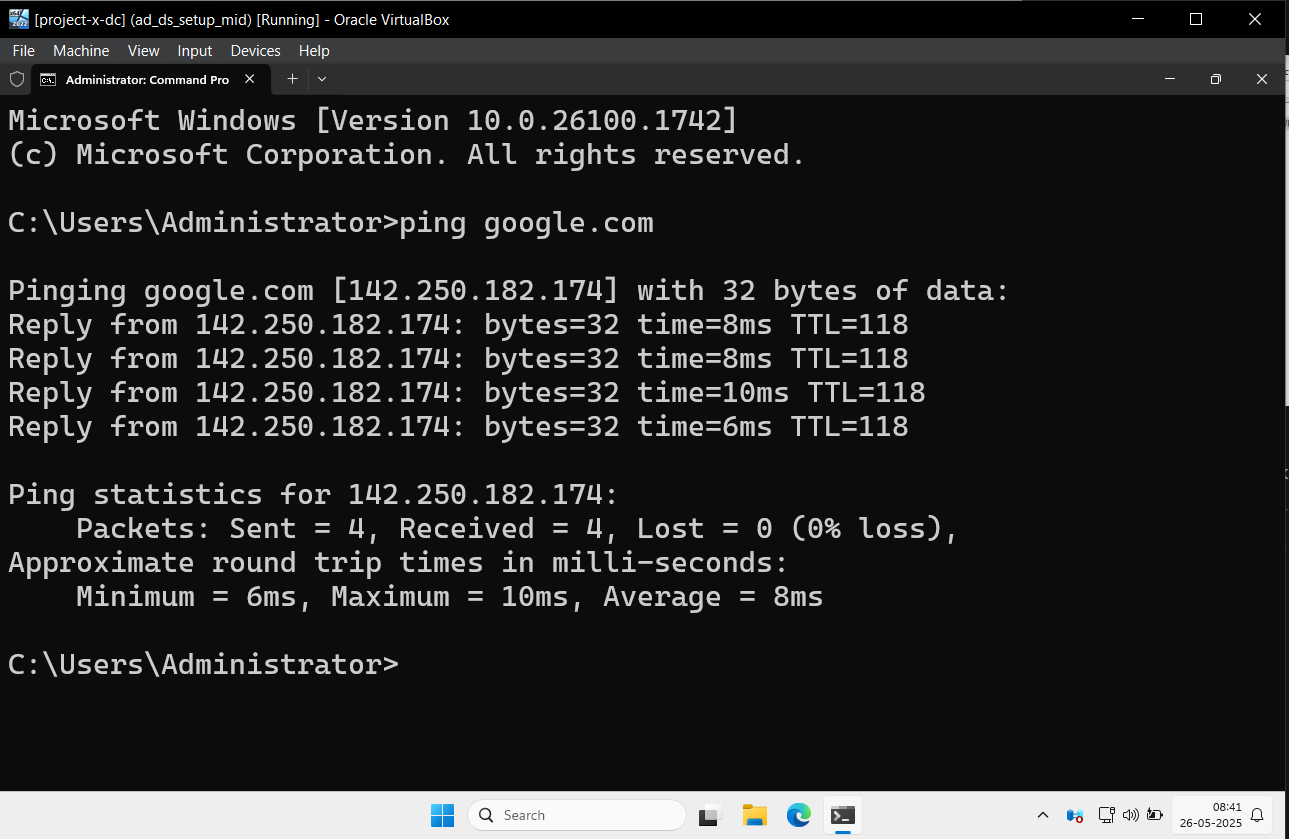 [project-x-dc] (ad_ds_setup_mid) [Running] - Oracle VirtualBox
File Machine View Input Devices Help
Administrator: Command Pro
Microsoft Windows [Version 10.0.26100.1742]
(c) Microsoft Corporation. All rights reserved.
C:\Users\Administrator>ping google.com
Pinging google.com [142.250.182.174] with 32 bytes of data:
Reply from 142.250.182.174: bytes=32 time=8ms TTL=118
Reply from 142.250.182.174: bytes=32 time=8ms TTL=118
Reply from 142.250.182.174: bytes=32 time=10ms TTL=118
Reply from 142.250.182.174: bytes=32 time=6ms TTL=118
Ping statistics for 142.250.182.174:
Packets: Sent = 4, Received = 4, Lost = 0 (0% loss),
Approximate round trip times in milli-seconds:
Minimum = 6ms, Maximum = 10ms, Average = 8ms
C:\Users\Administrator>
Search
08:41
26-05-2025